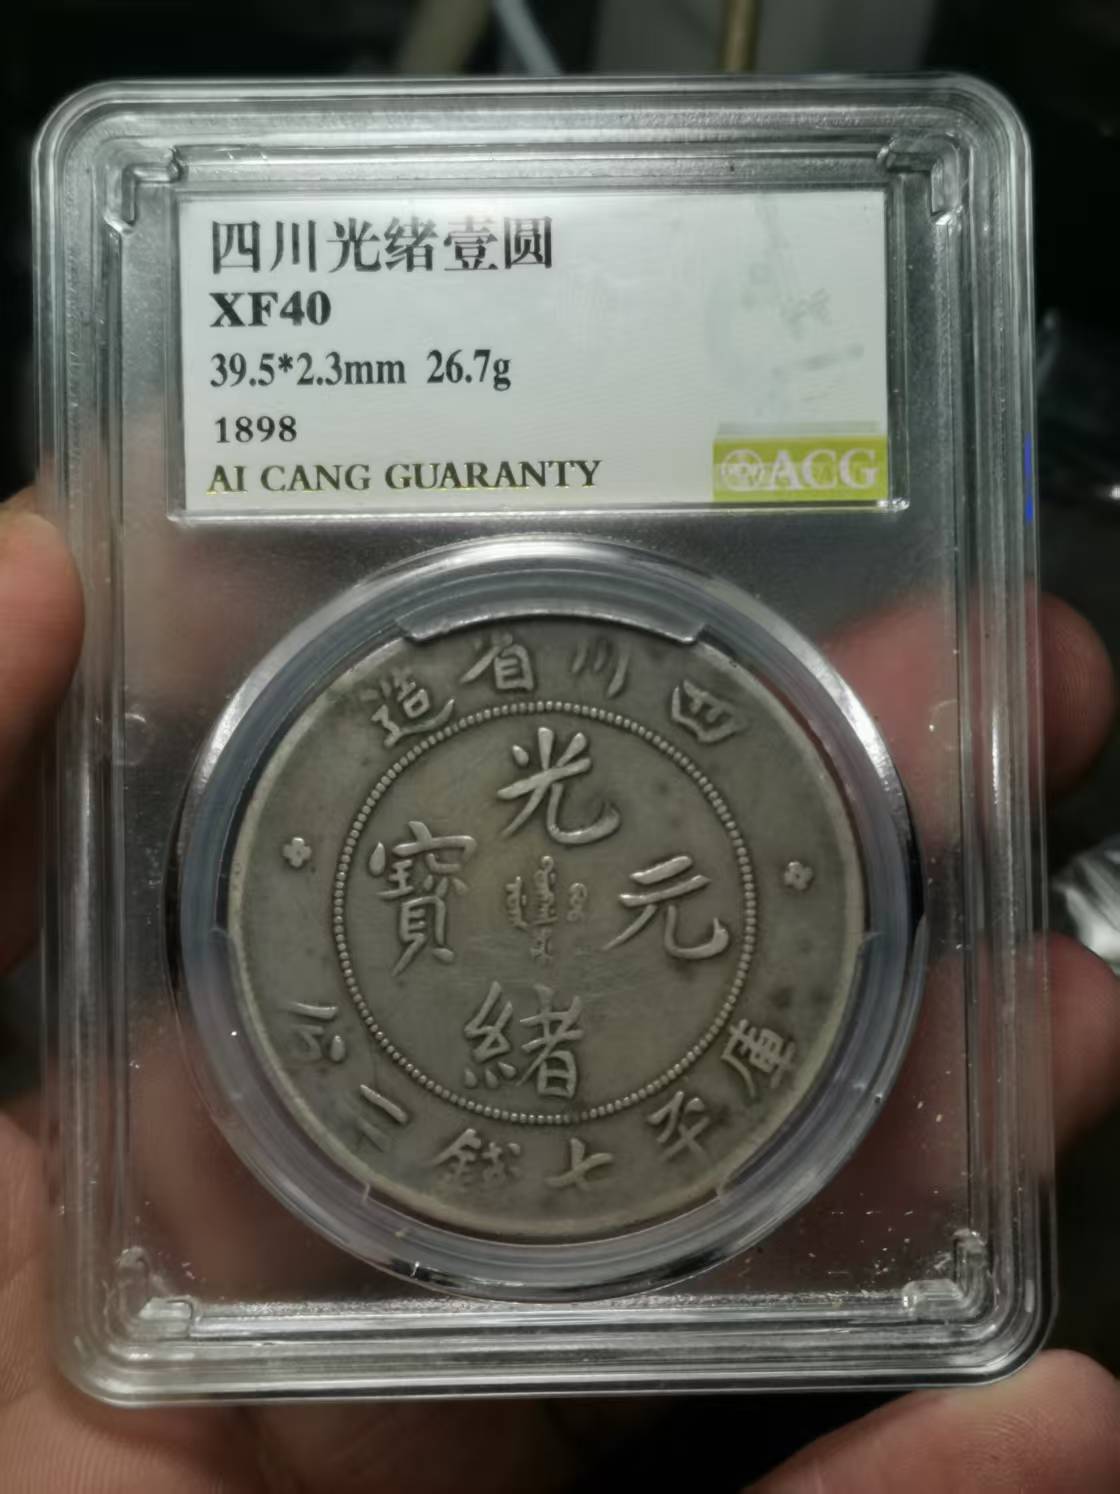 四川光绪壹圆
XF40
39.5*2.3mm 26.7g
1898
AI CANG GUARANTY
ACG
四川省造
光緒元寶
庫平七錢二分